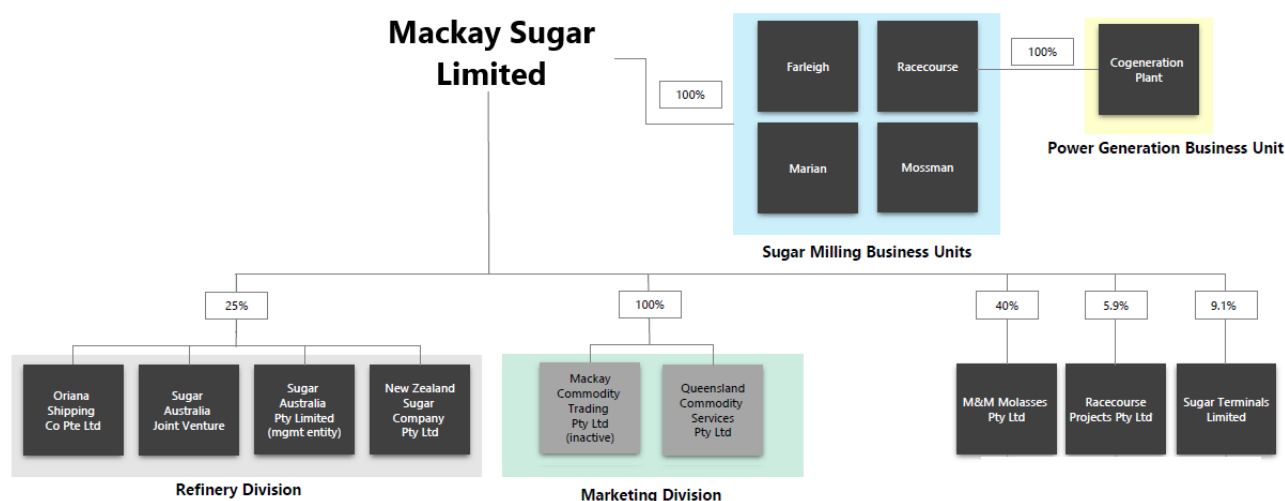 Mackay Sugar
Limited
100%
Farleigh
Racecourse
100%
Cogeneration
Plant
Marian
Mossman
Power Generation Business Unit
Sugar Milling Business Units
25%
100%
40%
5.9%
9.1%
Oriana
Shipping
Co Pte Ltd
Sugar
Australia
Joint Venture
Sugar
Australia
Pty Limited
(mgmt entity)
New Zealand
Sugar
Company
Pty Ltd
Mackay
Commodity
Trading
Pty Ltd
(inactive)
Queensland
Commodity
Services
Pty Ltd
M&M Molasses
Pty Ltd
Racecourse
Projects Pty Ltd
Sugar Terminals
Limited
Refinery Division
Marketing Division